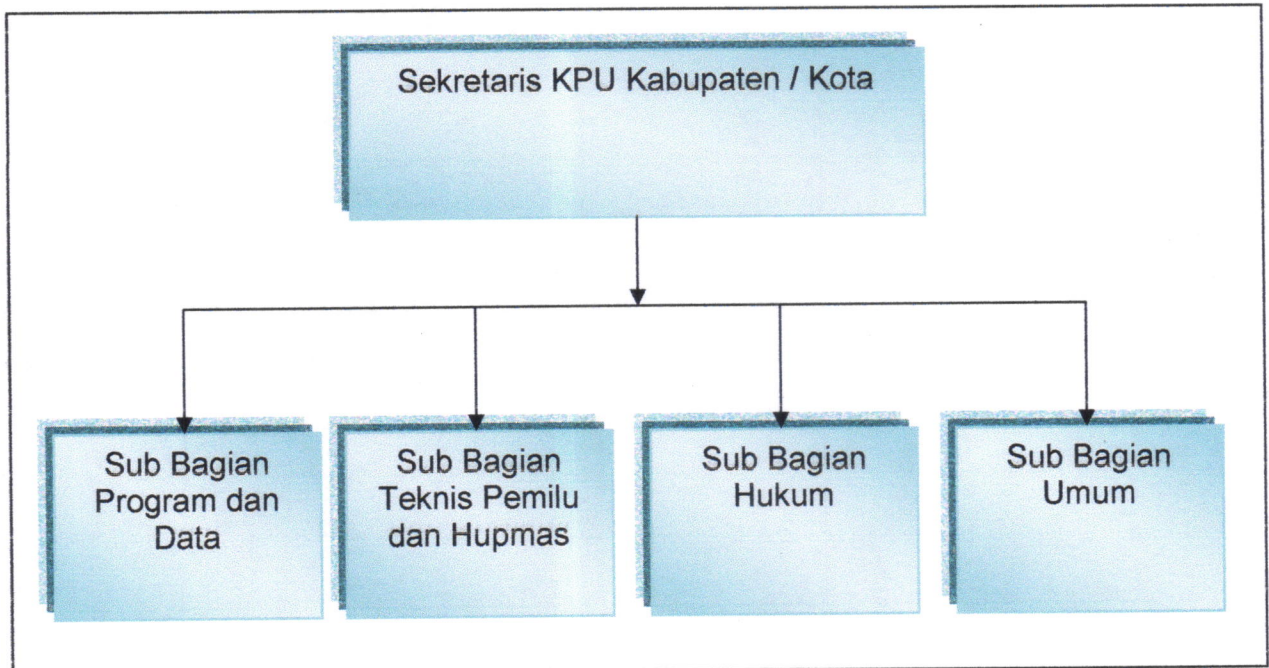 Sekretaris KPU Kabupaten / Kota
Sub Bagian
Program dan
Data
Sub Bagian
Teknis Pemilu
dan Hupmas
Sub Bagian
Hukum
Sub Bagian
Umum